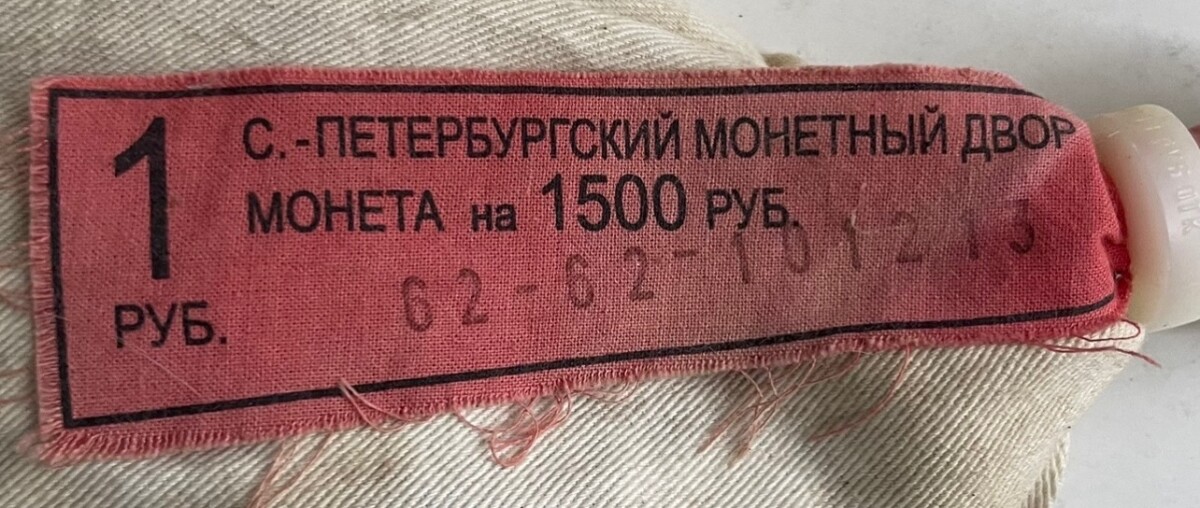 1
РУБ.
С.-ПЕТЕРБУРГСКИЙ МОНЕТНЫЙ ДВОР
МОНЕТА на 1500 РУБ.
62-62-101213